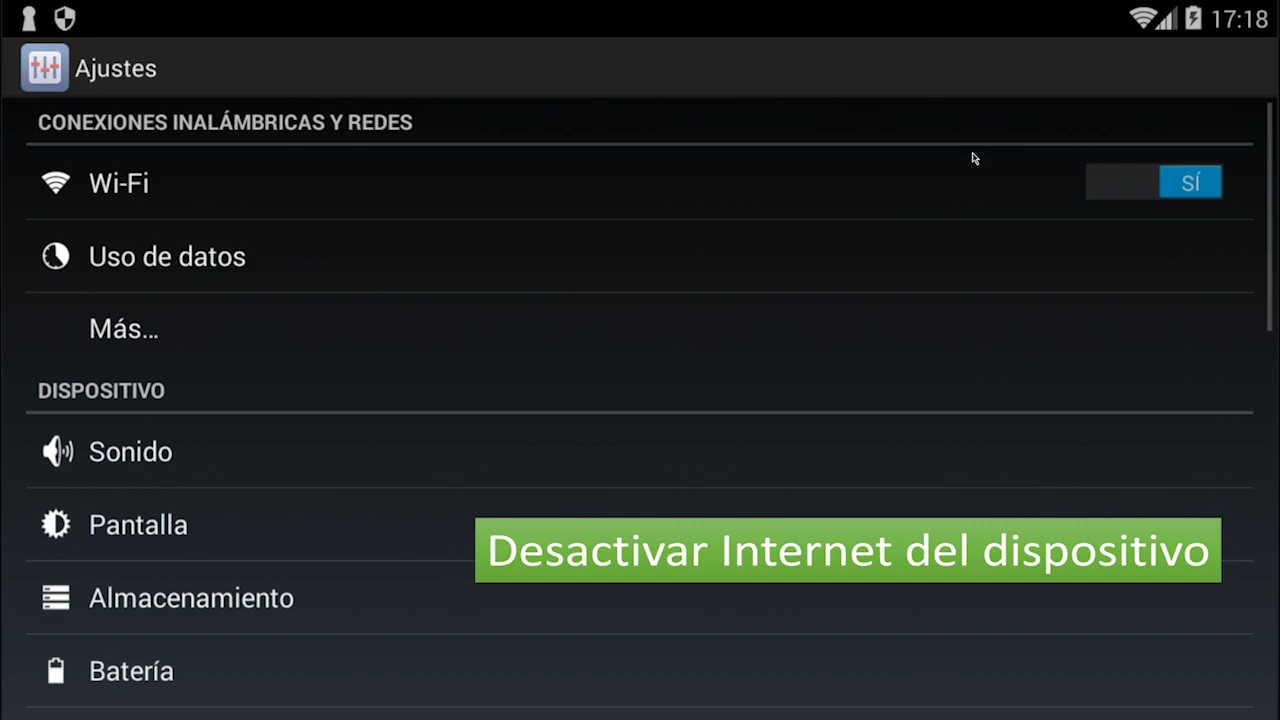 17:18
Ajustes
CONEXIONES INALÁMBRICAS Y REDES
Wi-Fi
SÍ
Uso de datos
Más...
DISPOSITIVO
Sonido
Pantalla
Desactivar Internet del dispositivo
Almacenamiento
Batería